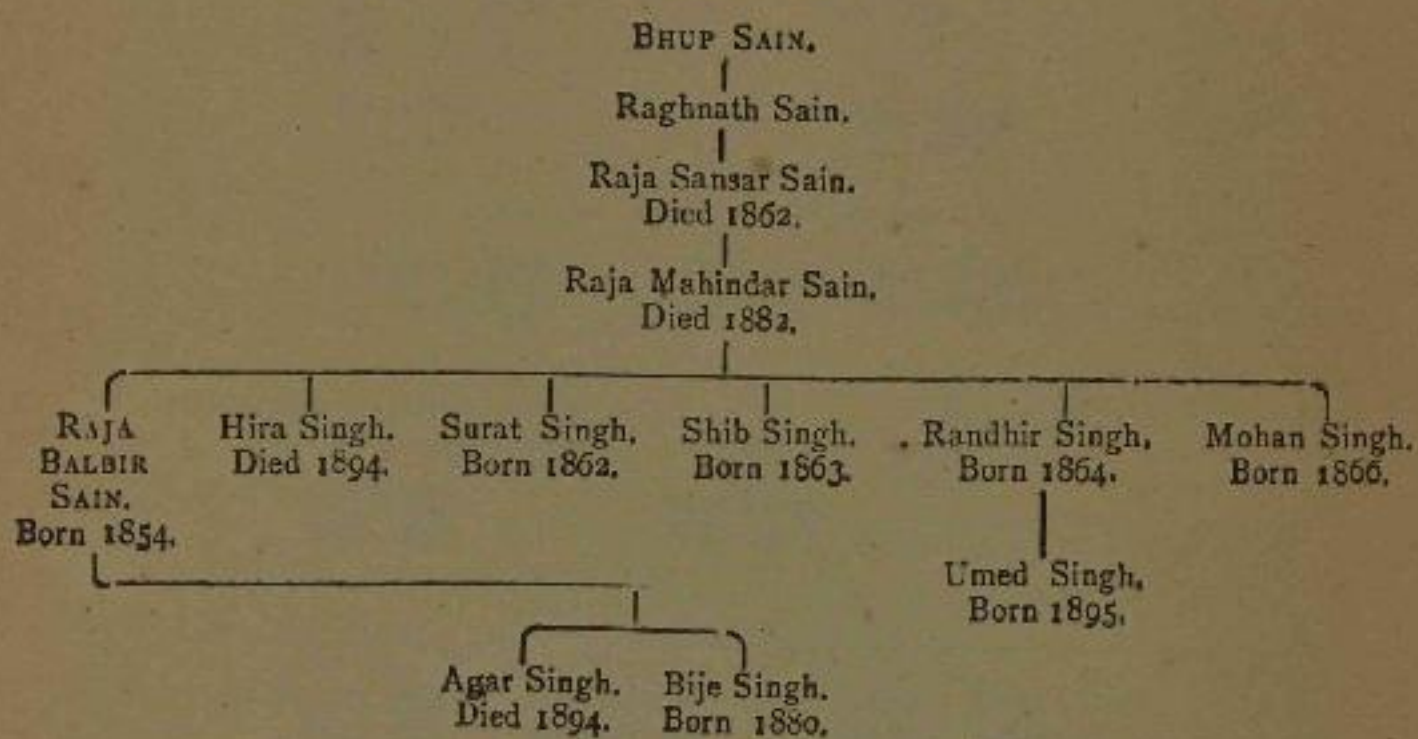 BHUP SAIN.
Raghnath Sain.
Raja Sansar Sain.
Died 1862.
Raja Mahindar Sain.
Died 1882.
RAJA
BALBIR
SAIN.
Born 1854.
Hira Singh.
Died 1894.
Surat Singh.
Born 1862.
Shib Singh.
Born 1863.
Randhir Singh.
Born 1864.
Mohan Singh.
Born 1866.
Umed Singh.
Born 1895.
Agar Singh.
Died 1894.
Bije Singh.
Born 1880.